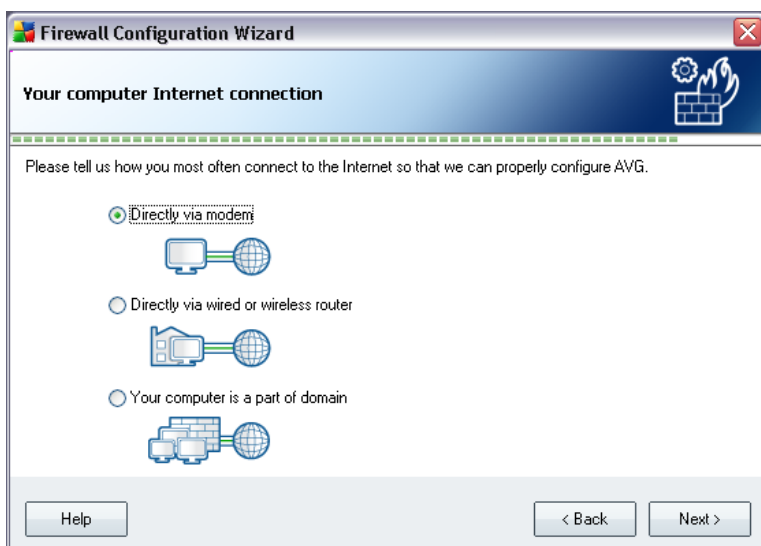 Firewall Configuration Wizard
Your computer Internet connection
Please tell us how you most often connect to the Internet so that we can properly configure AVG.
Directly via modem
Directly via wired or wireless router
Your computer is a part of domain
Help
< Back
Next >